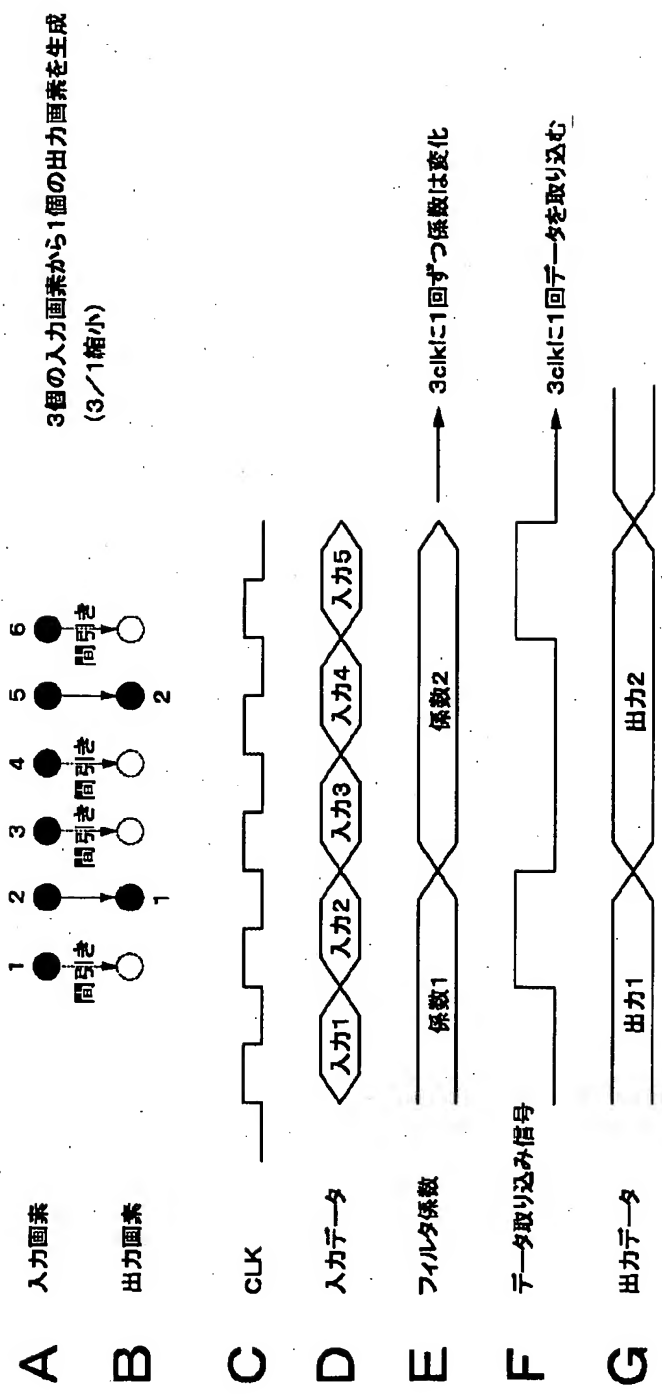 A 入力画素
1 2 3 4 5 6
間引き 間引き 間引き 間引き
3個の入力画素から1個の出力画素を生成
(3/1縮小)
B 出力画素
1 2
C CLK
D 入力データ
入力1 入力2 入力3 入力4 入力5
E フィルタ係数
係数1 係数2
3clkに1回ずつ係数は変化
F データ取り込み信号
3clkに1回データを取り込む
G 出力データ
出力1 出力2